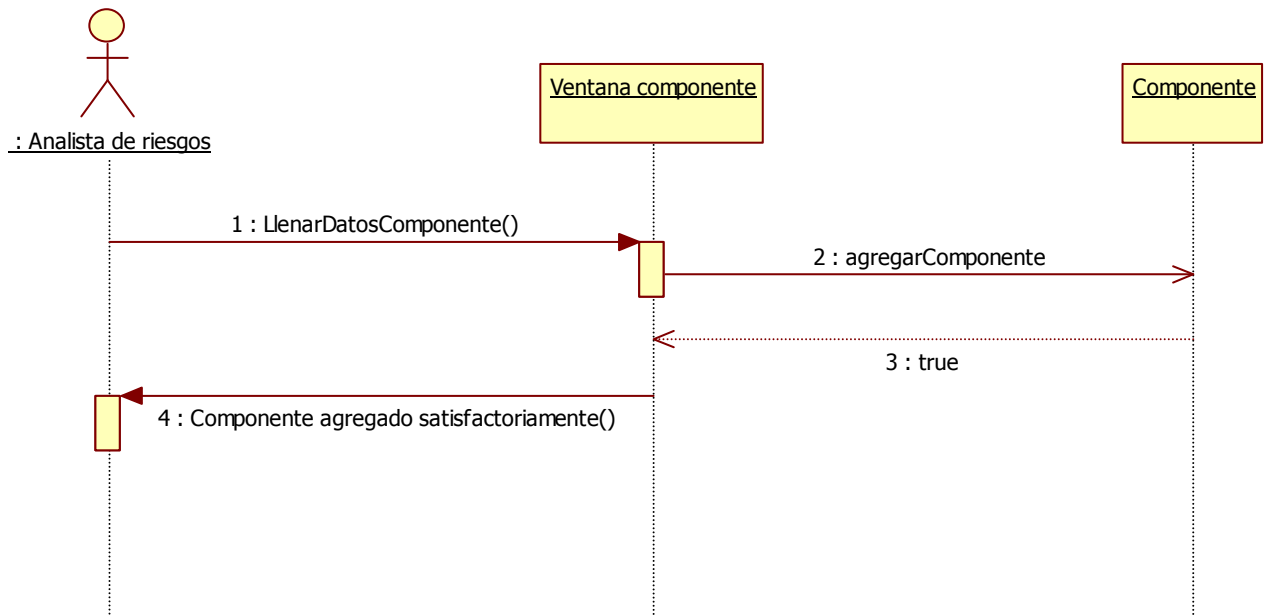 Ventana componente
Componente
: Analista de riesgos
1 : LlenarDatosComponente()
2 : agregarComponente
3 : true
4 : Componente agregado satisfactoriamente()